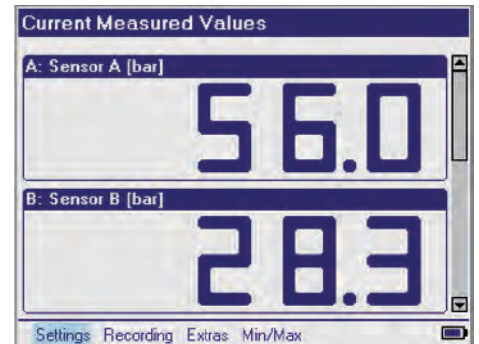 Current Measured Values
A: Sensor A [bar]
56.0
B: Sensor B [bar]
28.3
Settings Recording Extras Min/Max